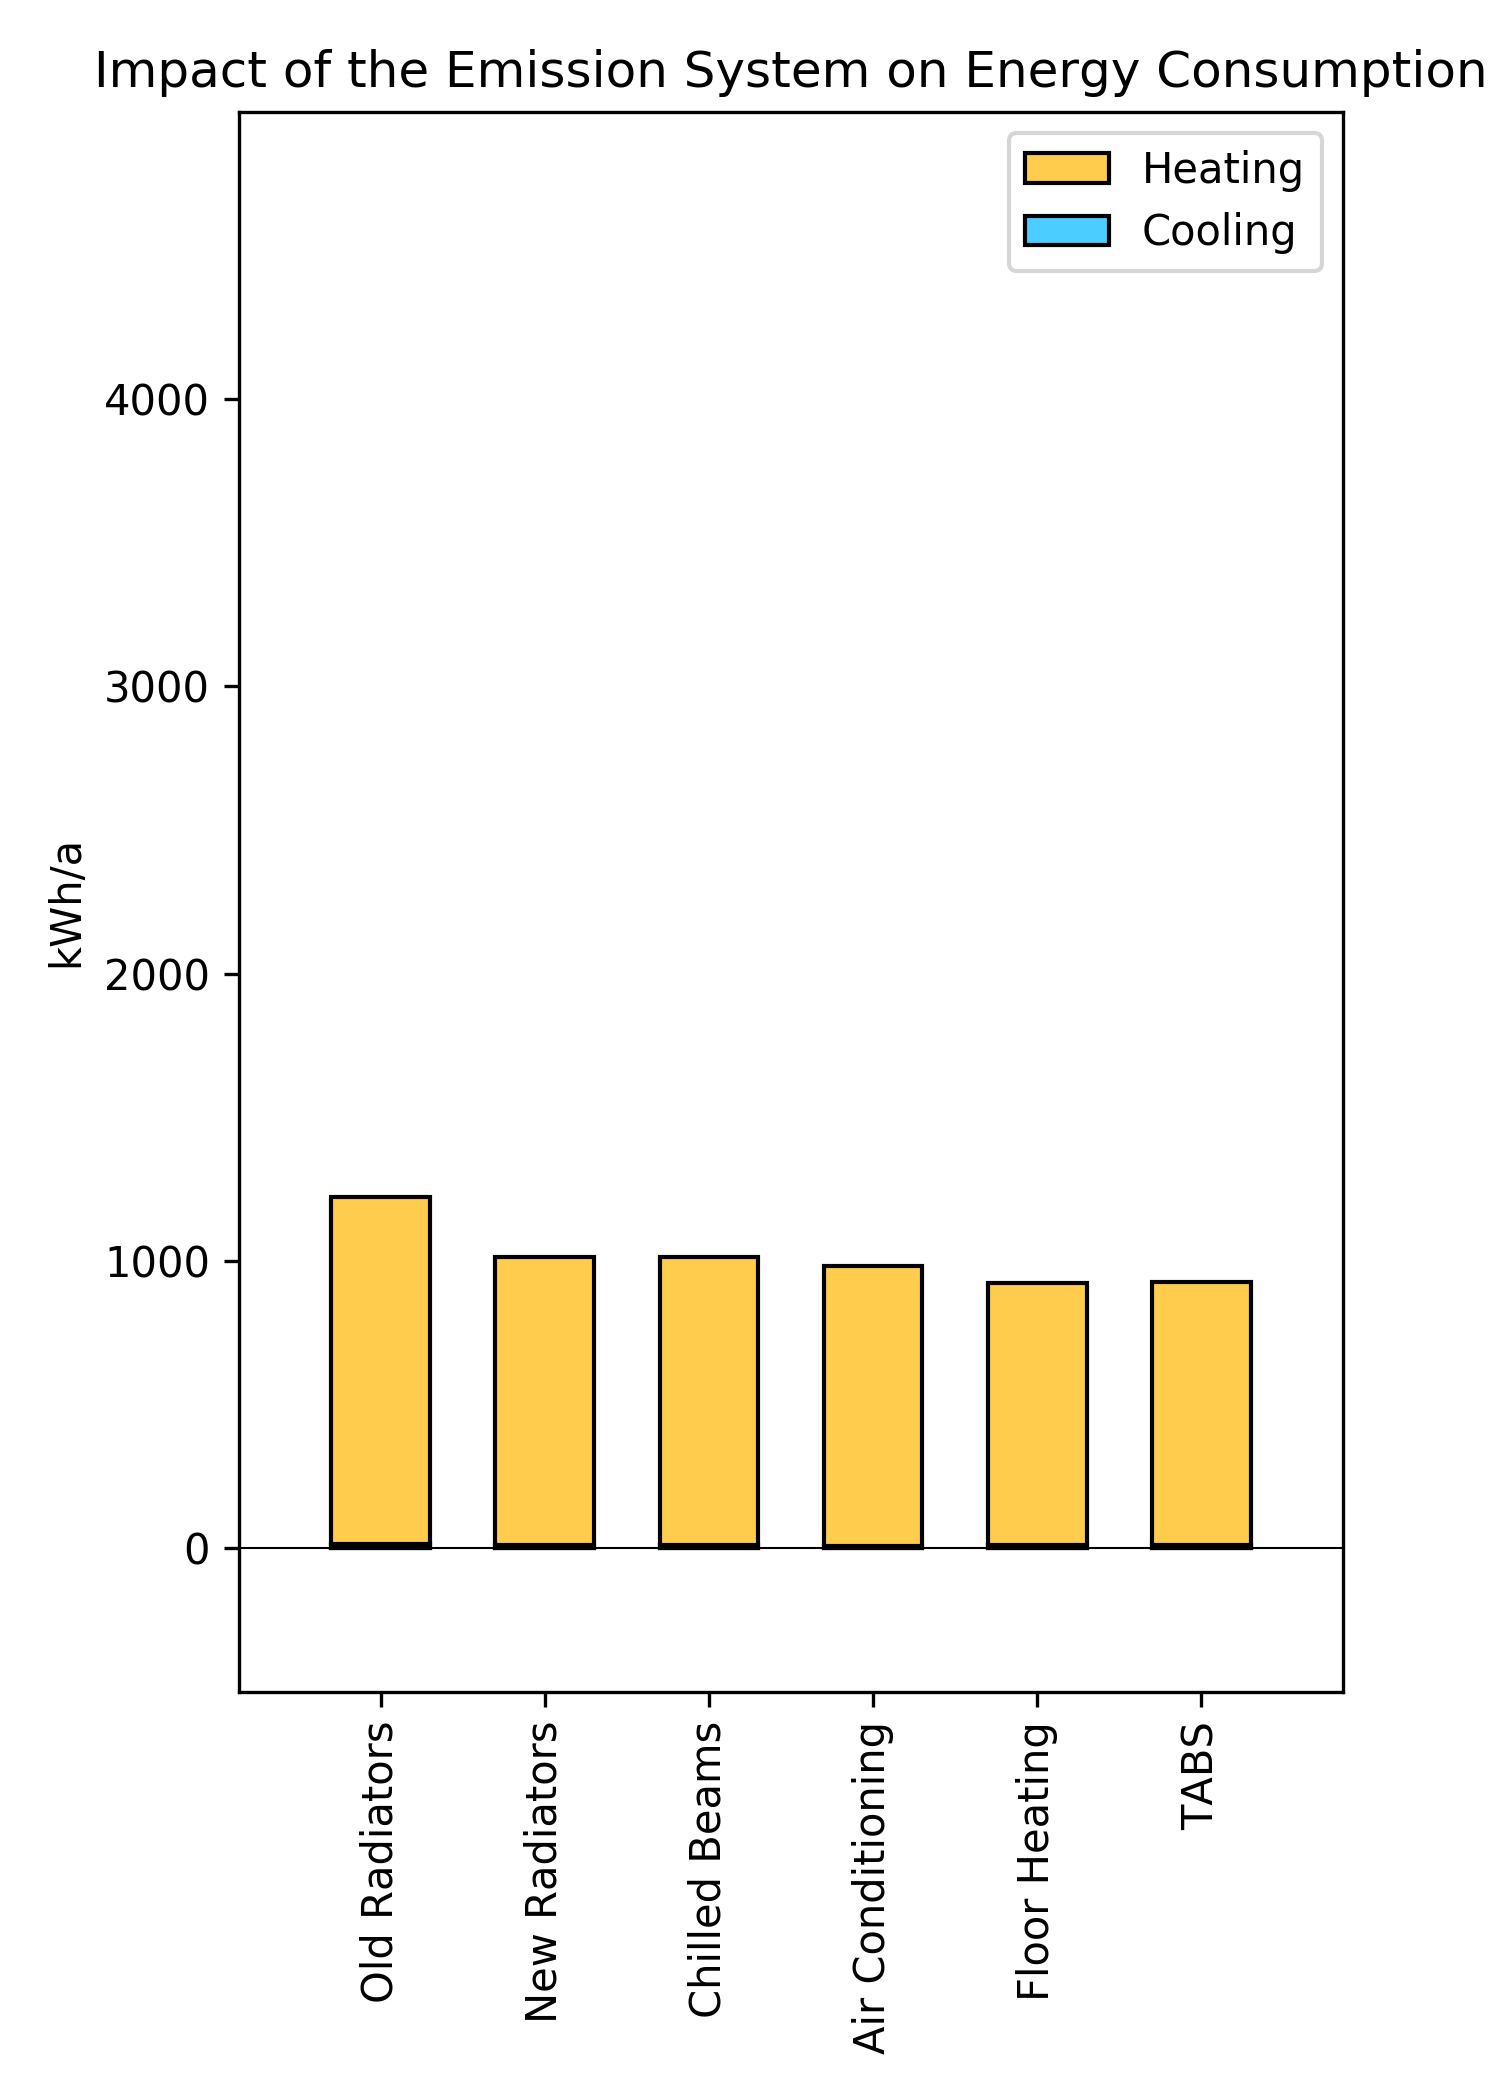 Impact of the Emission System on Energy Consumption
Heating
Cooling
kWh/a
4000
3000
2000
1000
0
Old Radiators
New Radiators
Chilled Beams
Air Conditioning
Floor Heating
TABS